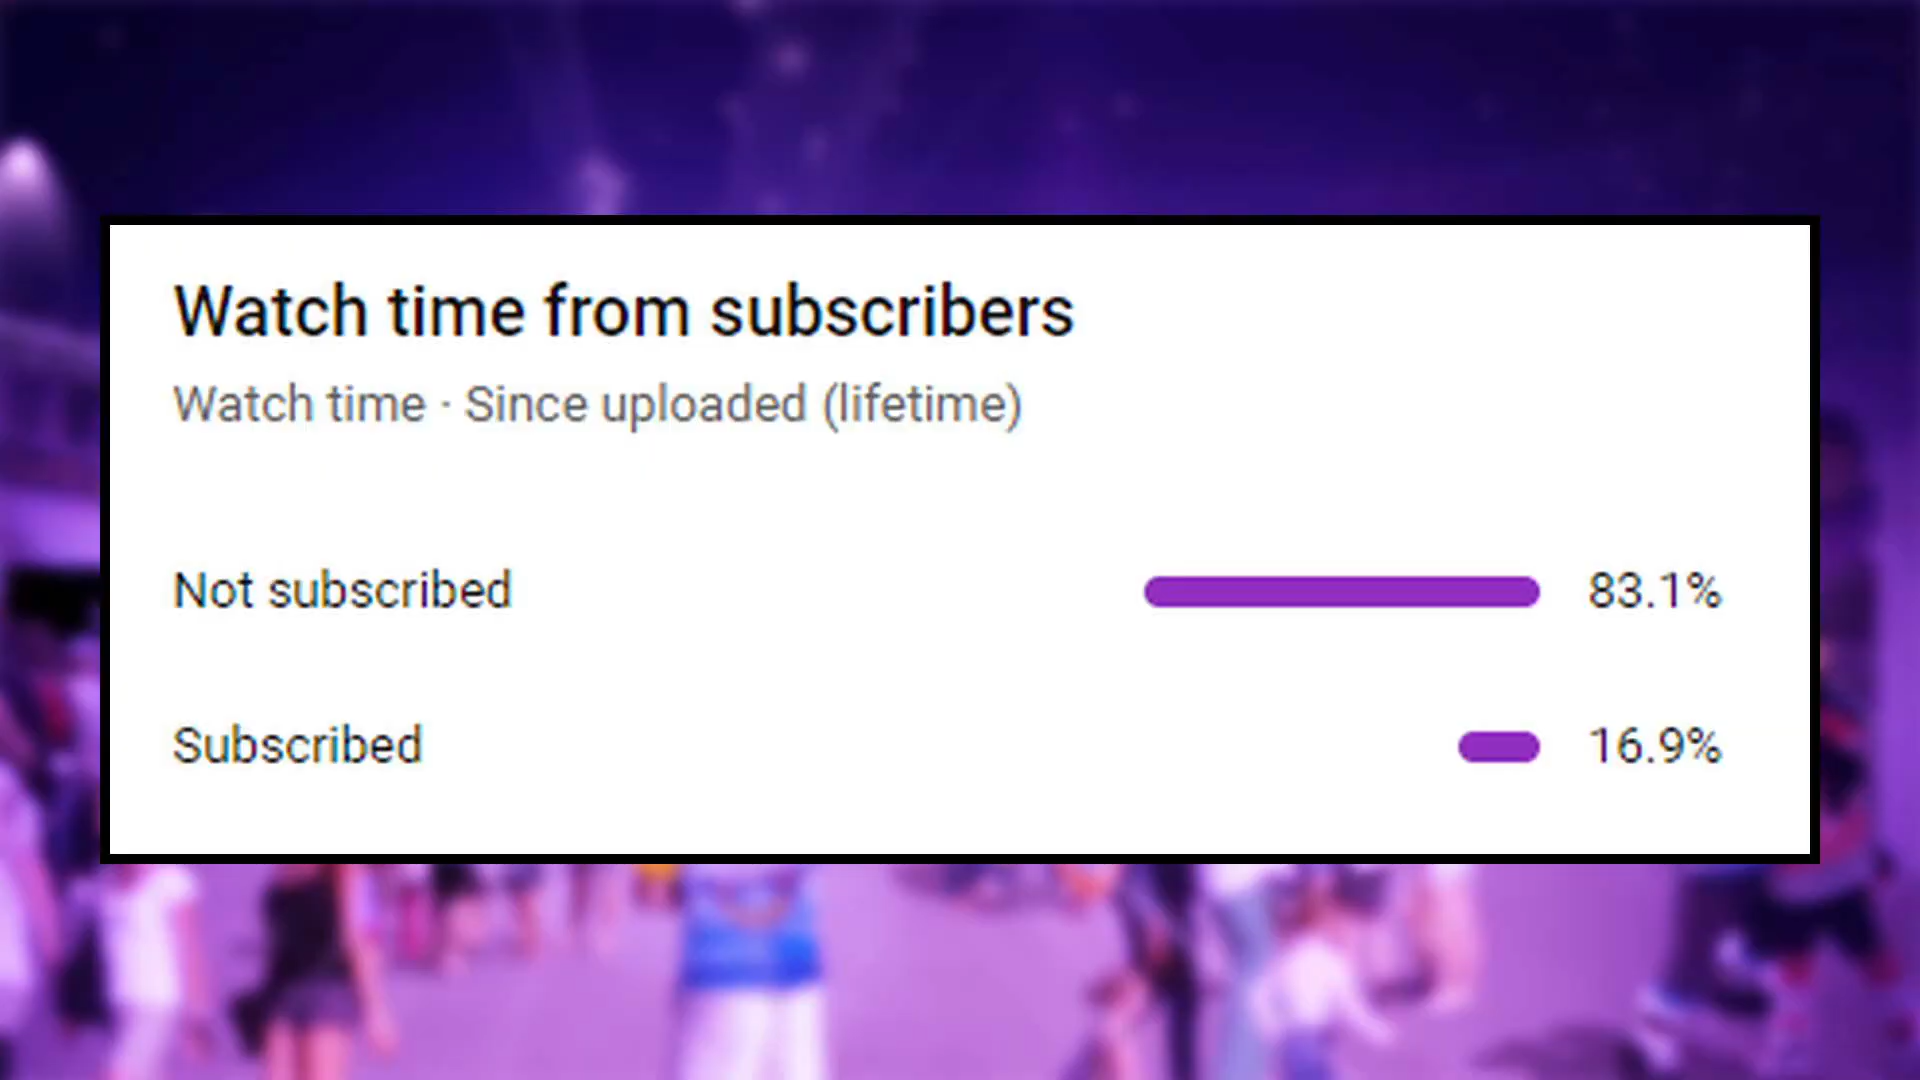 Watch time from subscribers
Watch time · Since uploaded (lifetime)
Not subscribed 83.1%
Subscribed 16.9%